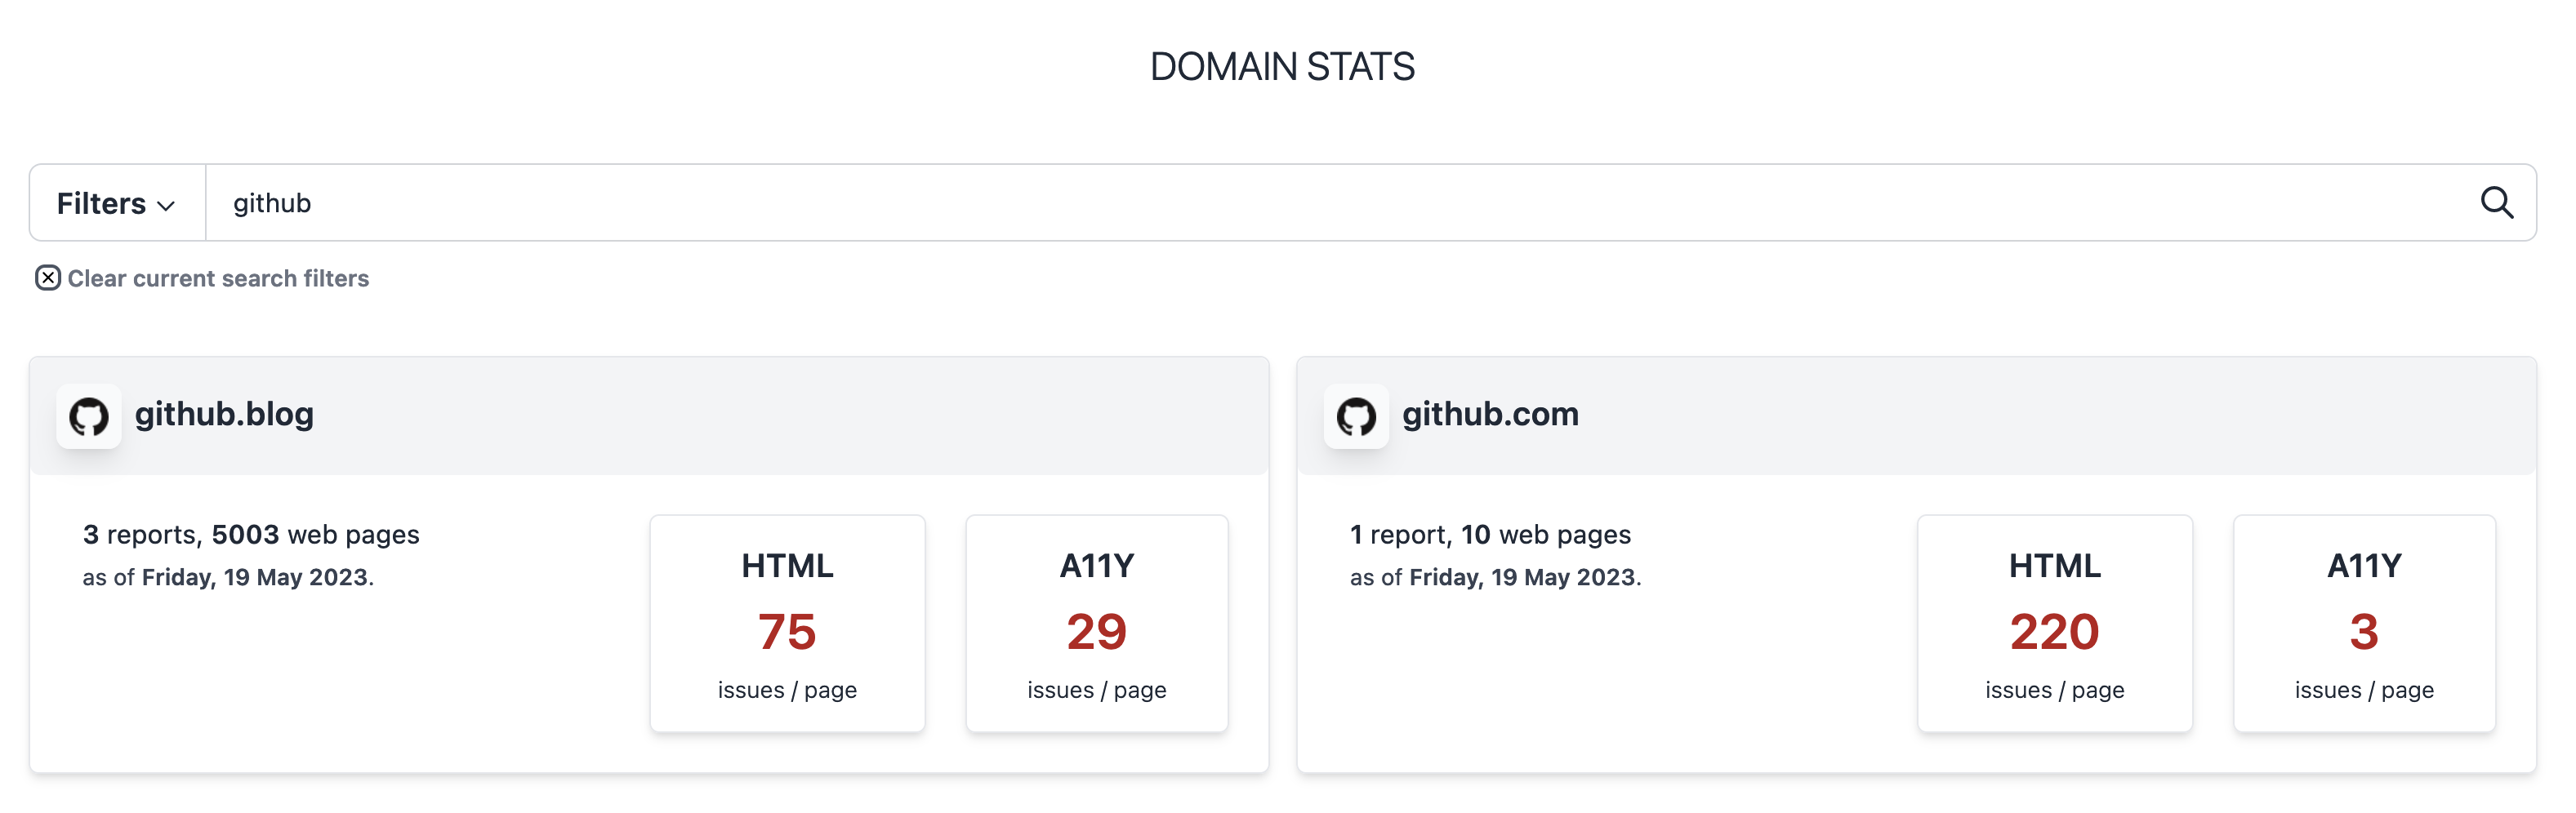 DOMAIN STATS
Filters
github
Clear current search filters
github.blog
3 reports, 5003 web pages
as of Friday, 19 May 2023.
HTML
75
issues / page
A11Y
29
issues / page
github.com
1 report, 10 web pages
as of Friday, 19 May 2023.
HTML
220
issues / page
A11Y
3
issues / page